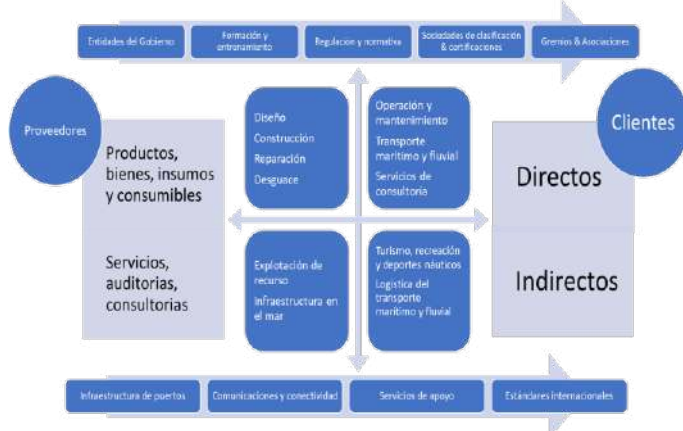 Entidades del Gobierno
Formación y
entrenamiento
Regulación y normativa
Sociedades de clasificación
& certificaciones
Gremios & Asociaciones
Proveedores
Clientes
Productos,
bienes, insumos
y consumibles
Servicios,
auditorias,
consultorias
Diseño
Construcción
Reparación
Desguace
Operación y
mantenimiento
Transporte
marítimo y fluvial
Servicios de
consultoría
Explotación de
recurso
Infraestructura en
el mar
Turismo, recreación
y deportes náuticos
Logística del
transporte
marítimo y fluvial
Directos
Indirectos
Infraestructura de puertos
Comunicaciones y conectividad
Servicios de apoyo
Estándares internacionales